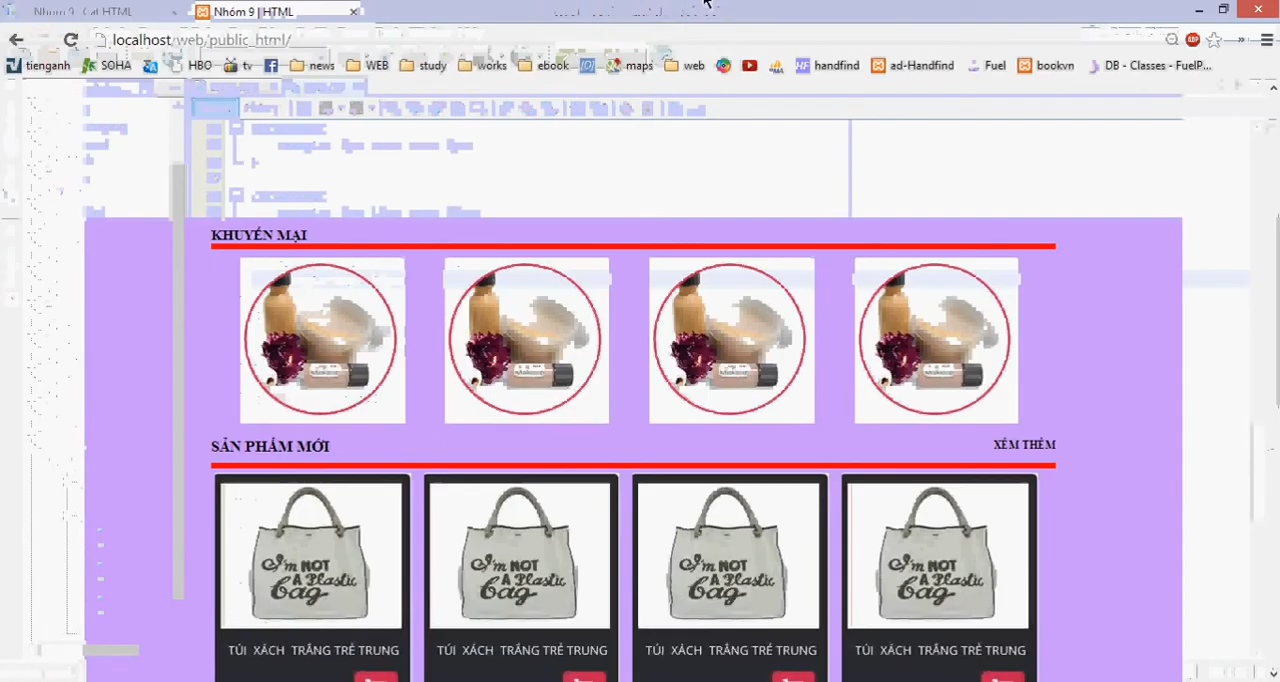 Nhóm 9 | HTML
localhost/web/public_html/
tienganh SOHA HBO tv news WEB study works ebook maps web handfind ad-Handfind Fuel bookvn DB - Classes - FuelP...
KHUYẾN MẠI
SẢN PHẨM MỚI XEM THÊM
I'm NOT A Plastic Bag I'm NOT A Plastic Bag I'm NOT A Plastic Bag I'm NOT A Plastic Bag
TÚI XÁCH TRẮNG TRẺ TRUNG TÚI XÁCH TRẮNG TRẺ TRUNG TÚI XÁCH TRẮNG TRẺ TRUNG TÚI XÁCH TRẮNG TRẺ TRUNG